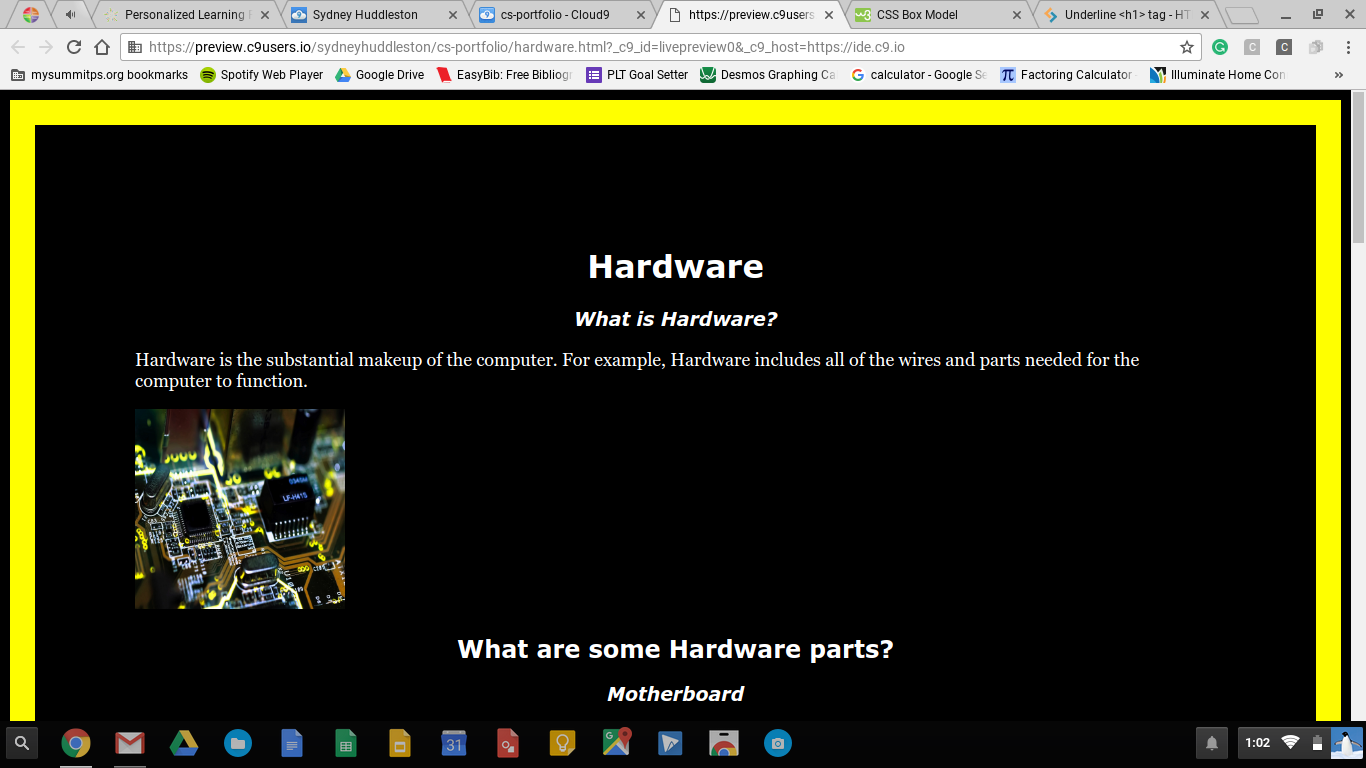 Personalized Learning
Sydney Huddleston
cs-portfolio - Cloud9
https://preview.c9users
CSS Box Model
Underline <h1> tag - HT
https://preview.c9users.io/sydneyhuddleston/cs-portfolio/hardware.html?_c9_id=livepreview0&_c9_host=https://ide.c9.io
mysummitps.org bookmarks
Spotify Web Player
Google Drive
EasyBib: Free Bibliogr
PLT Goal Setter
Desmos Graphing Ca
calculator - Google Se
Factoring Calculator
Illuminate Home Con
Hardware
What is Hardware?
Hardware is the substantial makeup of the computer. For example, Hardware includes all of the wires and parts needed for the
computer to function.
LF-H41S
What are some Hardware parts?
Motherboard
31
1:02